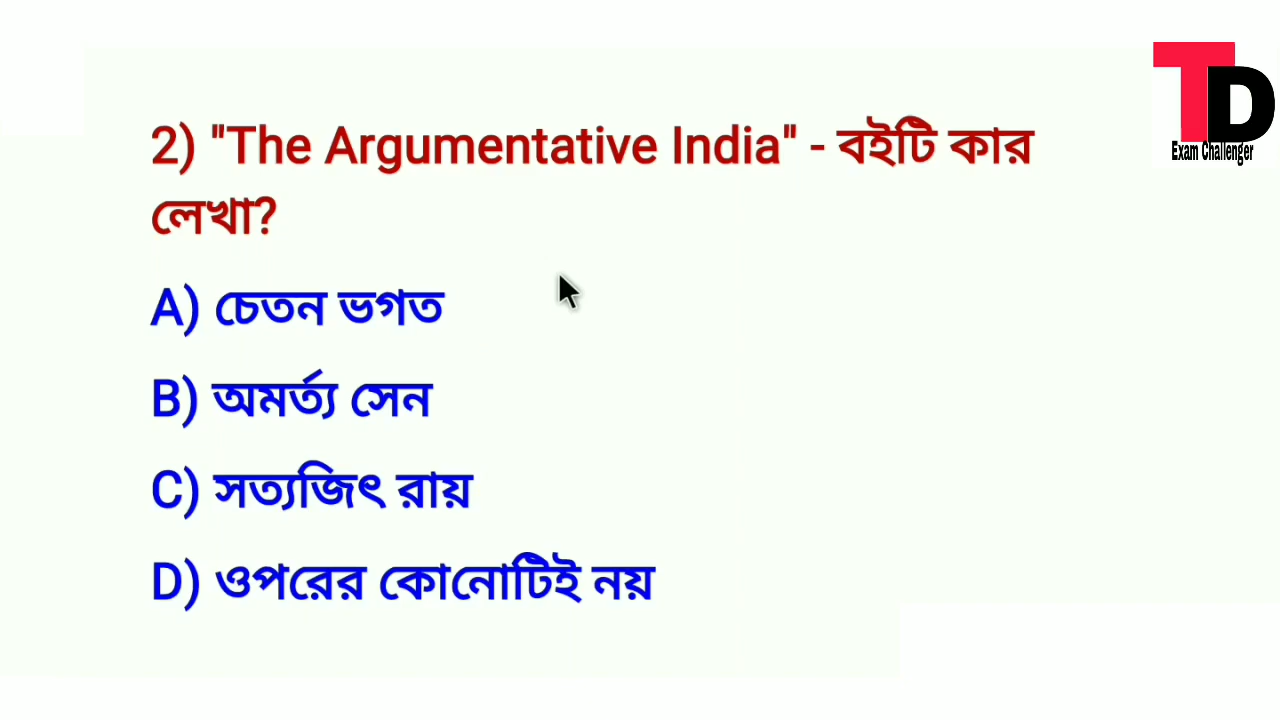 2) "The Argumentative India" - বইটি কার
লেখা?
A) চেতন ভগত
B) অমর্ত্য সেন
C) সত্যজিৎ রায়
D) ওপরের কোনোটিই নয়
TD
Exam Challenger